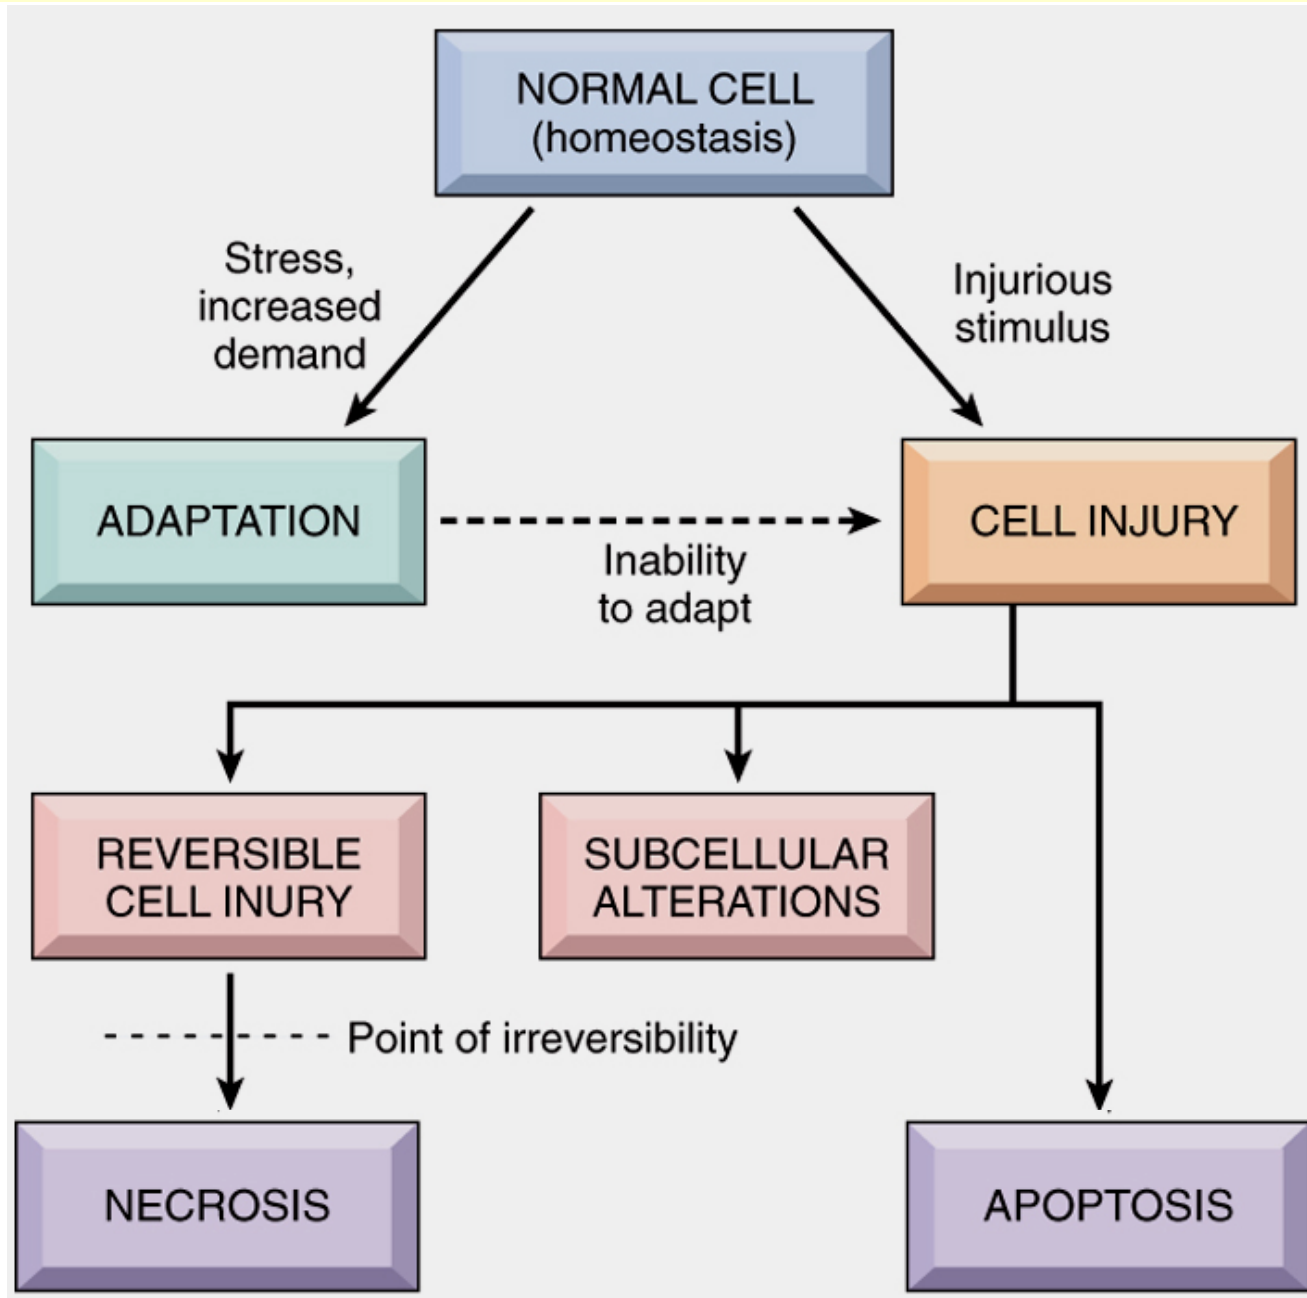 NORMAL CELL
(homeostasis)
Stress,
increased
demand
Injurious
stimulus
ADAPTATION
Inability
to adapt
CELL INJURY
REVERSIBLE
CELL INURY
SUBCELLULAR
ALTERATIONS
Point of irreversibility
NECROSIS
APOPTOSIS